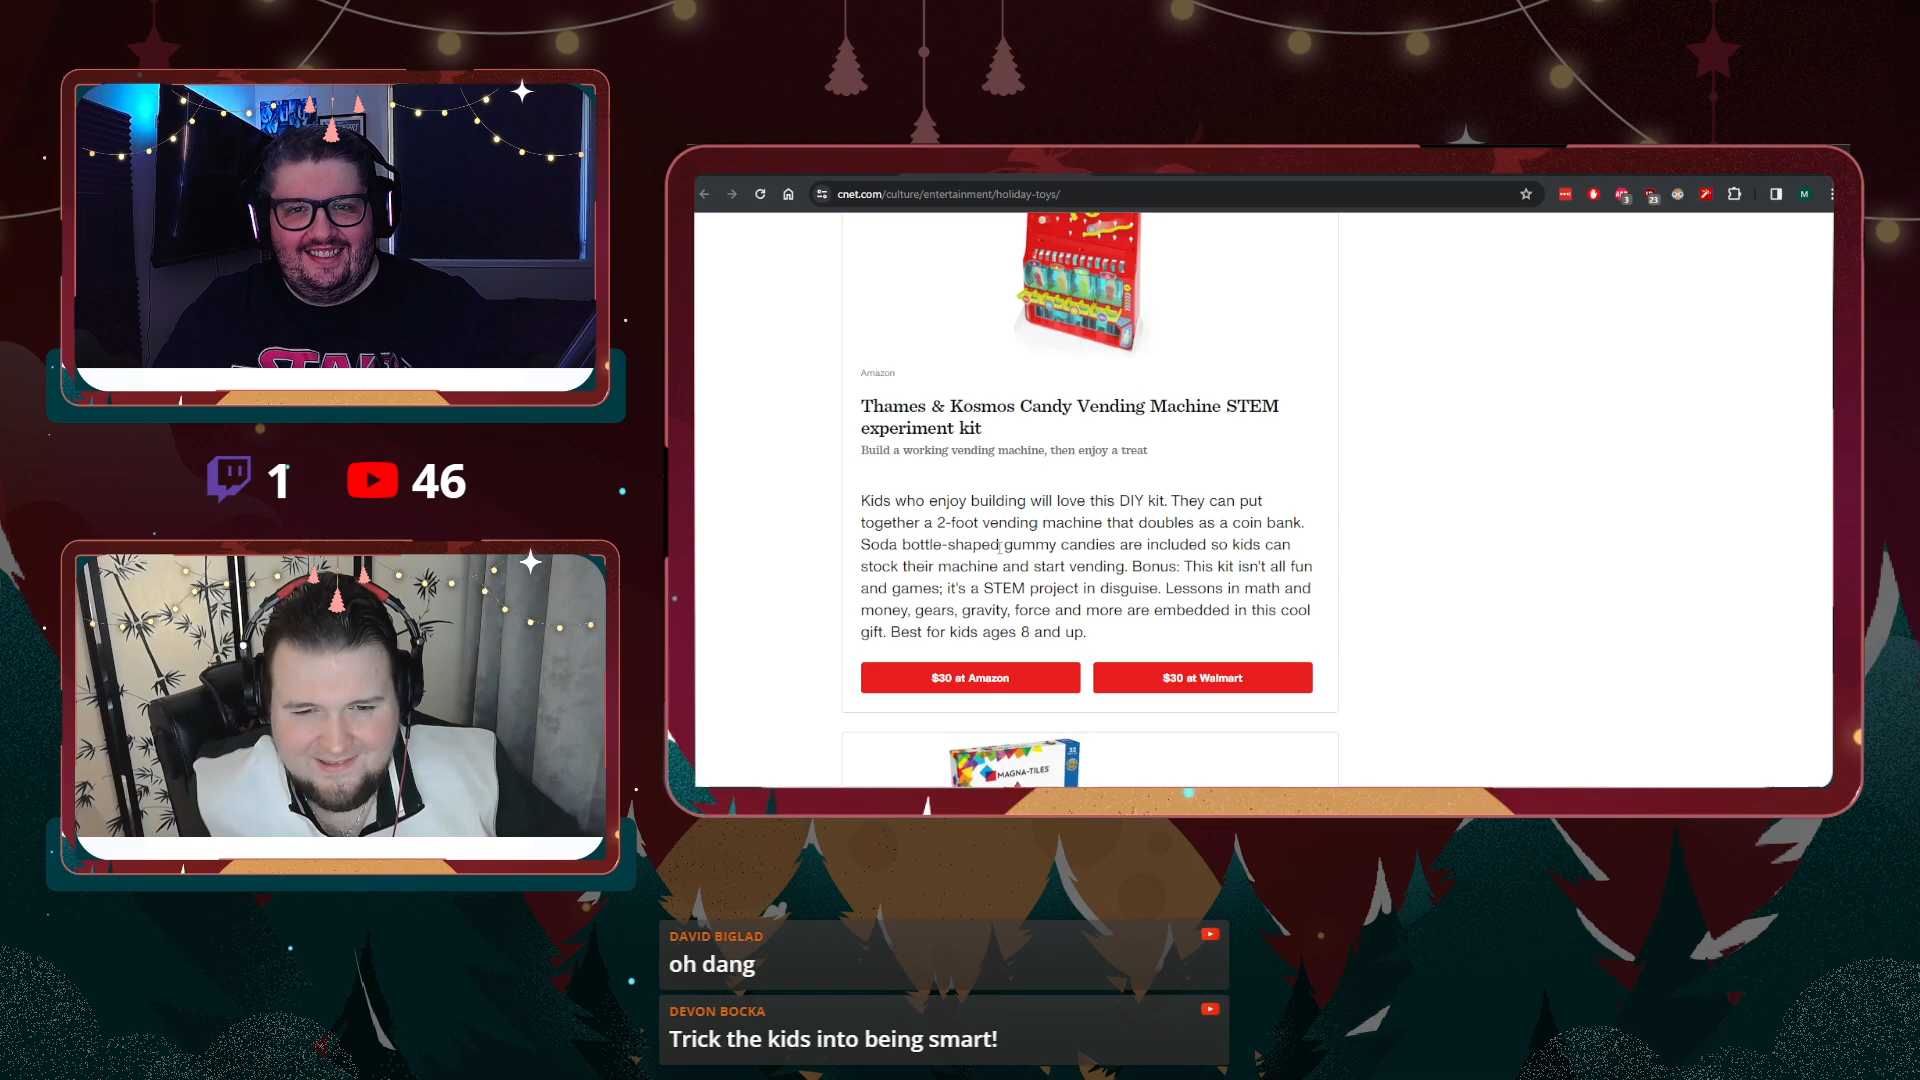 1
46
cnet.com/culture/entertainment/holiday-toys/
3
23
M
Amazon
Thames & Kosmos Candy Vending Machine STEM
experiment kit
Build a working vending machine, then enjoy a treat
Kids who enjoy building will love this DIY kit. They can put
together a 2-foot vending machine that doubles as a coin bank.
Soda bottle-shaped gummy candies are included so kids can
stock their machine and start vending. Bonus: This kit isn't all fun
and games; it's a STEM project in disguise. Lessons in math and
money, gears, gravity, force and more are embedded in this cool
gift. Best for kids ages 8 and up.
$30 at Amazon
$30 at Walmart
MAGNA-TILES
DAVID BIGLAD
oh dang
DEVON BOCKA
Trick the kids into being smart!